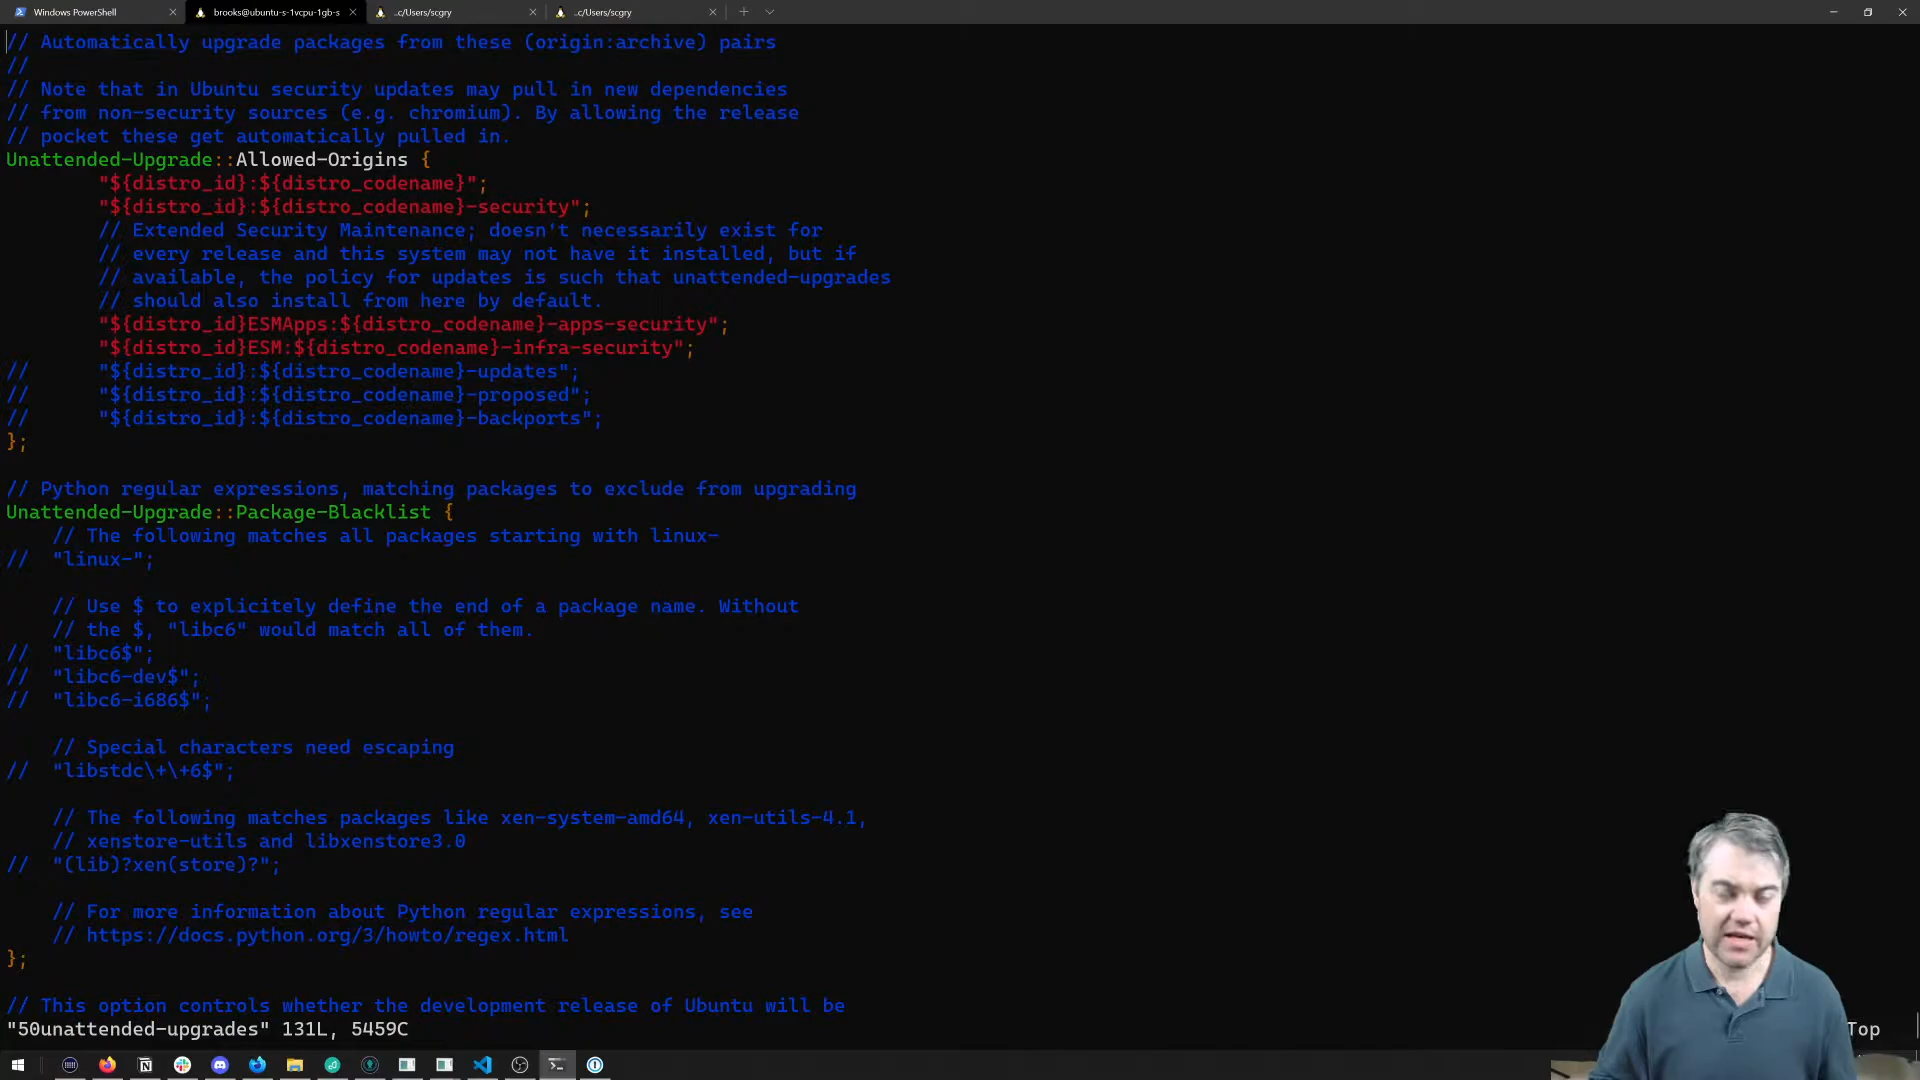 Windows PowerShell
brooks@ubuntu-s-1vcpu-1gb-s
..c/Users/scgry
..c/Users/scgry
// Automatically upgrade packages from these (origin:archive) pairs
//
// Note that in Ubuntu security updates may pull in new dependencies
// from non-security sources (e.g. chromium). By allowing the release
// pocket these get automatically pulled in.
Unattended-Upgrade::Allowed-Origins {
"${distro_id}:${distro_codename}";
"${distro_id}:${distro_codename}-security";
// Extended Security Maintenance; doesn't necessarily exist for
// every release and this system may not have it installed, but if
// available, the policy for updates is such that unattended-upgrades
// should also install from here by default.
"${distro_id}ESMApps:${distro_codename}-apps-security";
"${distro_id}ESM:${distro_codename}-infra-security";
// "${distro_id}:${distro_codename}-updates";
// "${distro_id}:${distro_codename}-proposed";
// "${distro_id}:${distro_codename}-backports";
};
// Python regular expressions, matching packages to exclude from upgrading
Unattended-Upgrade::Package-Blacklist {
// The following matches all packages starting with linux-
// "linux-";
// Use $ to explicitely define the end of a package name. Without
// the $, "libc6" would match all of them.
// "libc6$";
// "libc6-dev$";
// "libc6-i686$";
// Special characters need escaping
// "libstdc\+\+6$";
// The following matches packages like xen-system-amd64, xen-utils-4.1,
// xenstore-utils and libxenstore3.0
// "(lib)?xen(store)?";
// For more information about Python regular expressions, see
// https://docs.python.org/3/howto/regex.html
};
// This option controls whether the development release of Ubuntu will be
"50unattended-upgrades" 131L, 5459C
Top